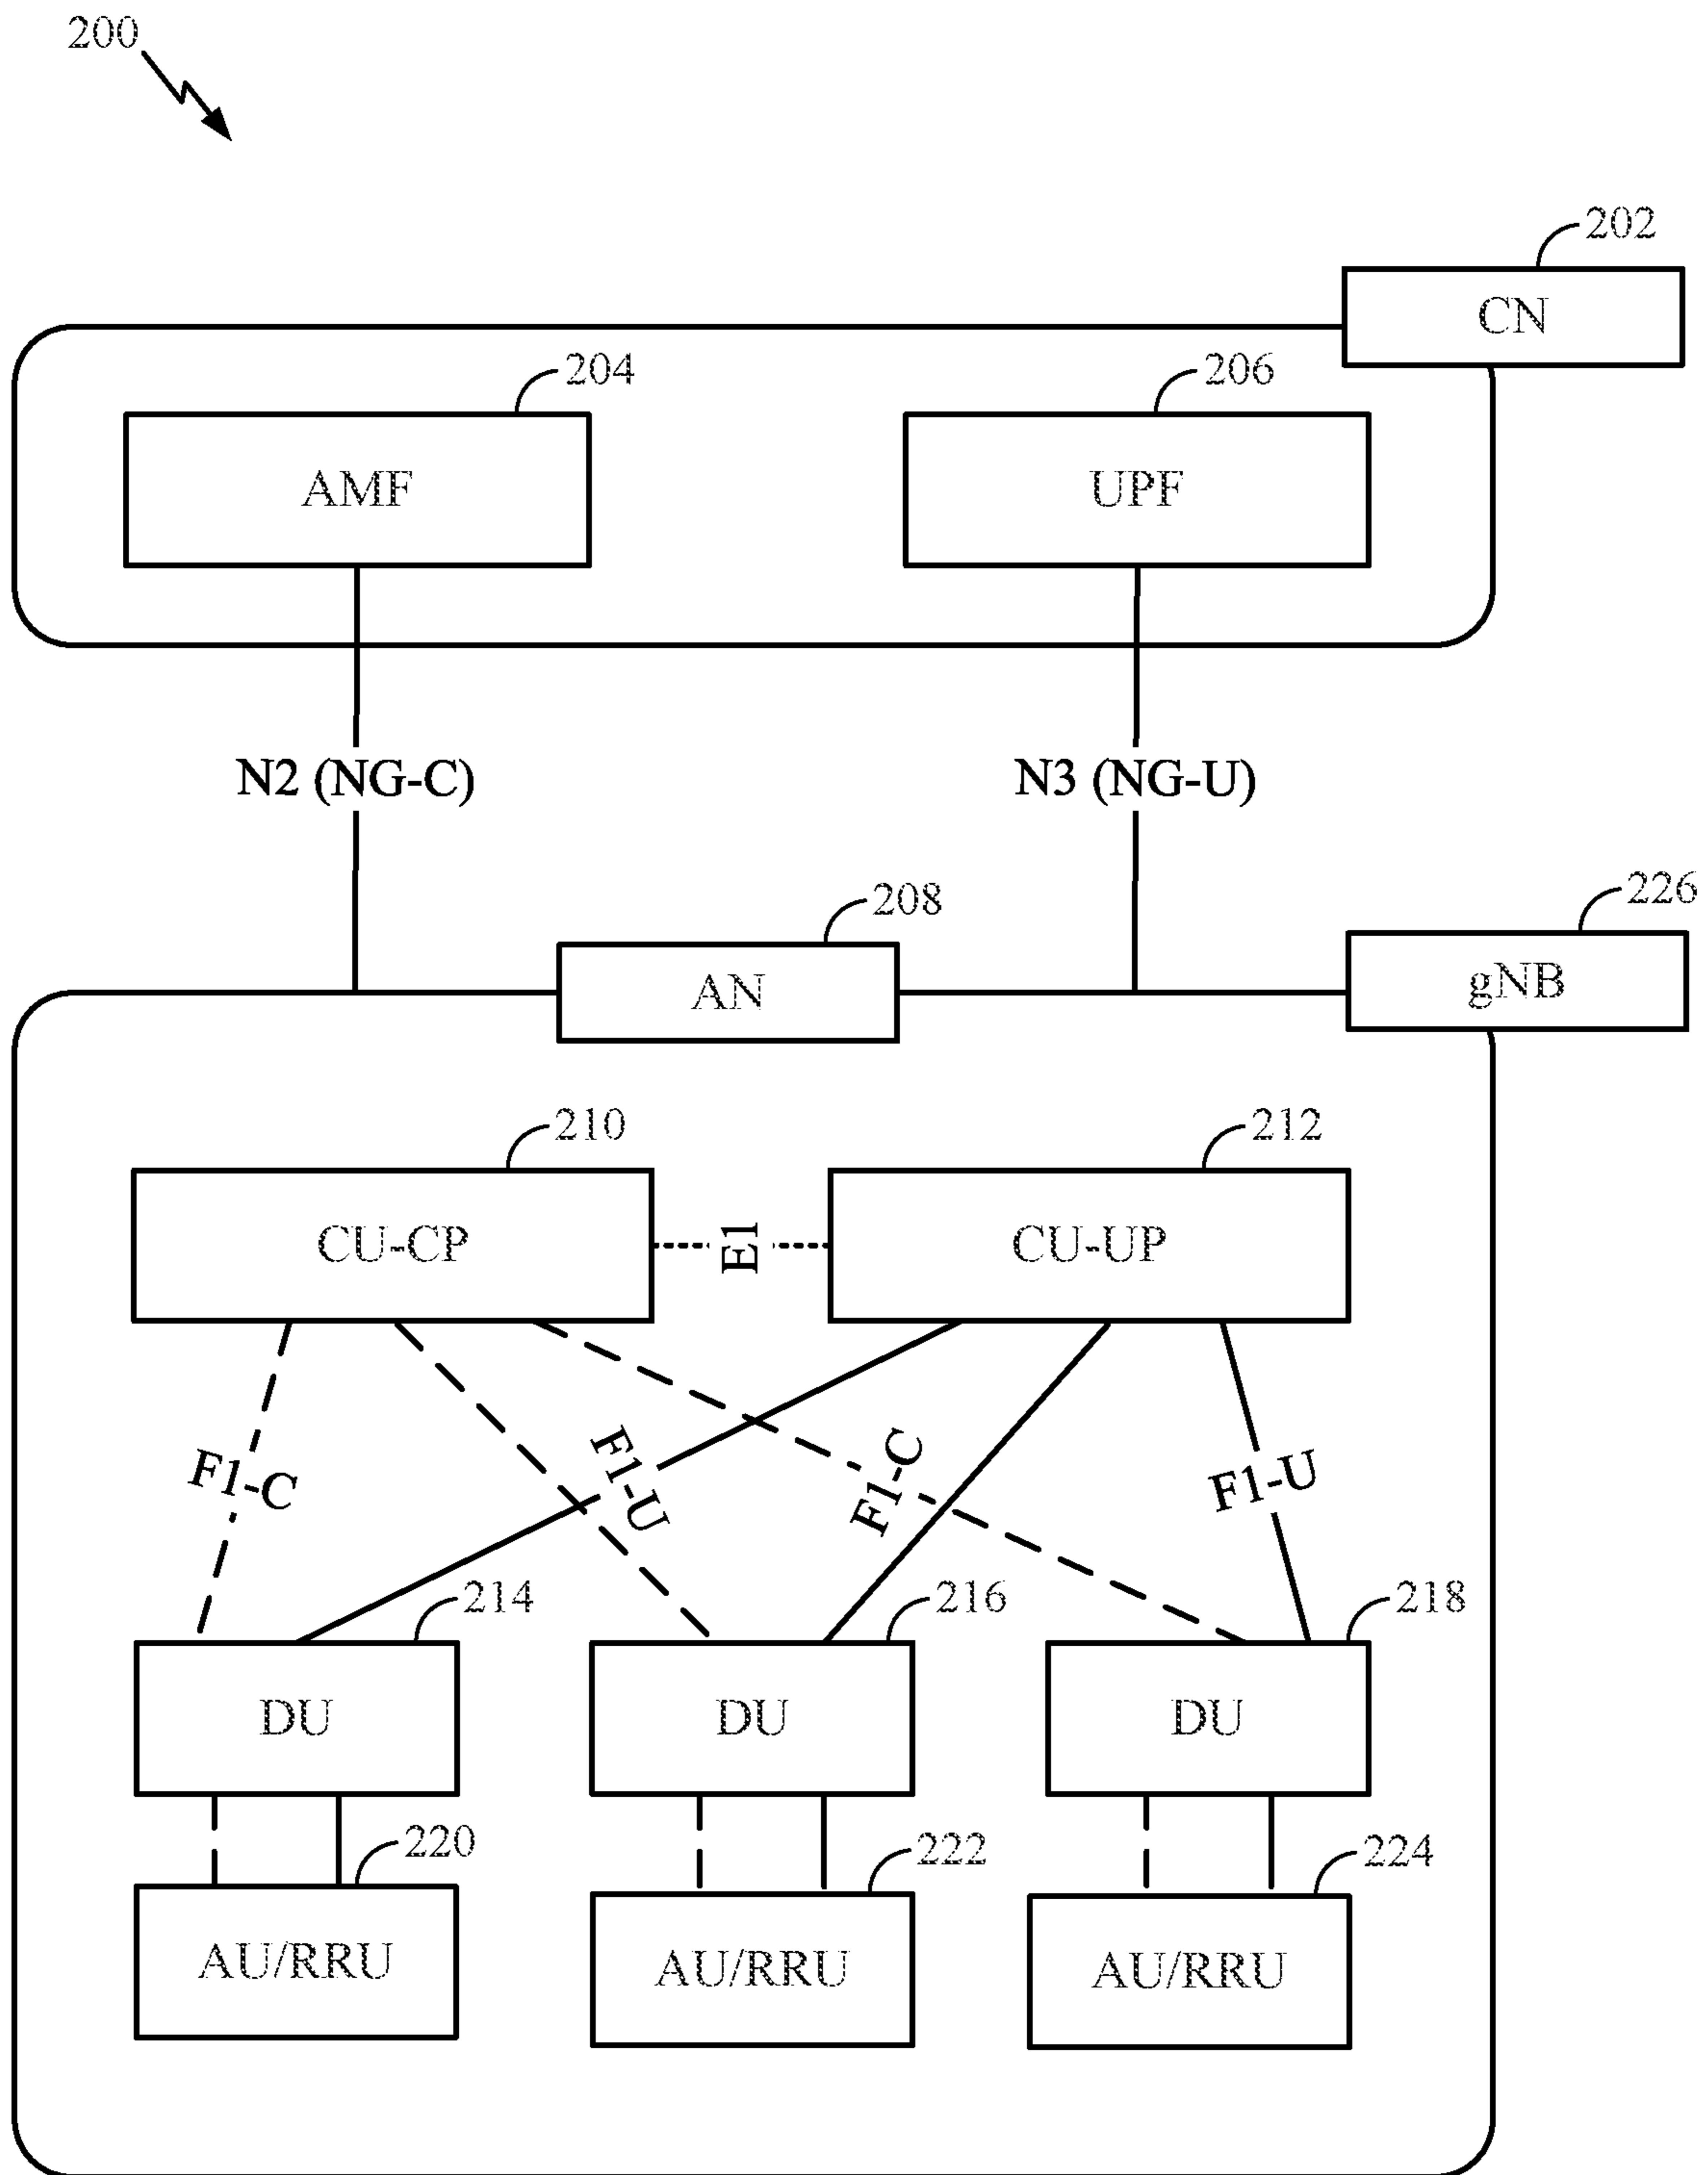 200
202
CN
204
206
AMF
UPF
N2 (NG-C)
N3 (NG-U)
208
226
AN
gNB
210
212
CU-CP
E1
CU-UP
F1-C
F1-U
F1-C
F1-U
214
216
218
DU
DU
DU
220
222
224
AU/RRU
AU/RRU
AU/RRU